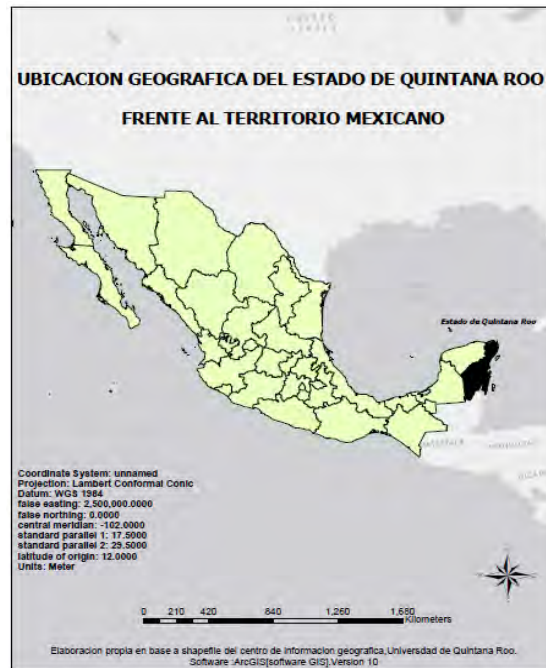 UBICACION GEOGRAFICA DEL ESTADO DE QUINTANA ROO
FRENTE AL TERRITORIO MEXICANO
Estado de Quintana Roo
Coordinate System: unnamed
Projection: Lambert Conformal Conic
Datum: WGS 1984
false easting: 2,500,000.0000
false northing: 0.0000
central meridian: -102.0000
standard parallel 1: 17.5000
standard parallel 2: 29.5000
latitude of origin: 12.0000
Units: Meter
0 210 420 840 1,260 1,680
Kilometers
Elaboracion propia en base a shapefile del centro de informacion geografica,Universdad de Quintana Roo.
Software :ArcGIS[software GIS].Version 10